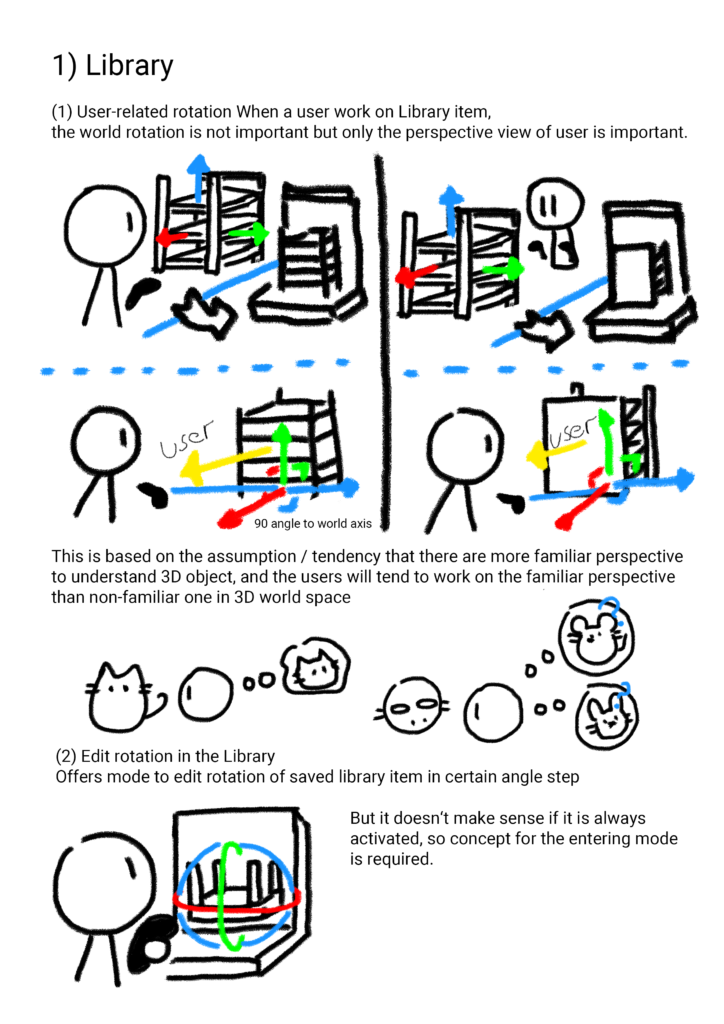 1) Library
(1) User-related rotation When a user work on Library item,
the world rotation is not important but only the perspective view of user is important.
user
user
90 angle to world axis
This is based on the assumption / tendency that there are more familiar perspective
to understand 3D object, and the users will tend to work on the familiar perspective
than non-familiar one in 3D world space
?
?
(2) Edit rotation in the Library
Offers mode to edit rotation of saved library item in certain angle step
But it doesn't make sense if it is always
activated, so concept for the entering mode
is required.